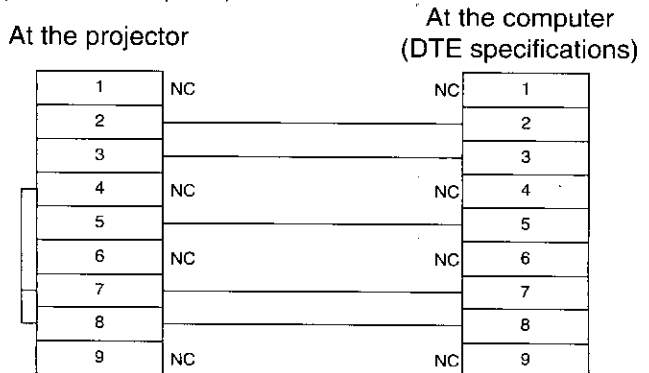 At the projector
At the computer
(DTE specifications)
1 NC NC 1
2 2
3 3
4 NC NC 4
5 5
6 NC NC 6
7 7
8 8
9 NC NC 9